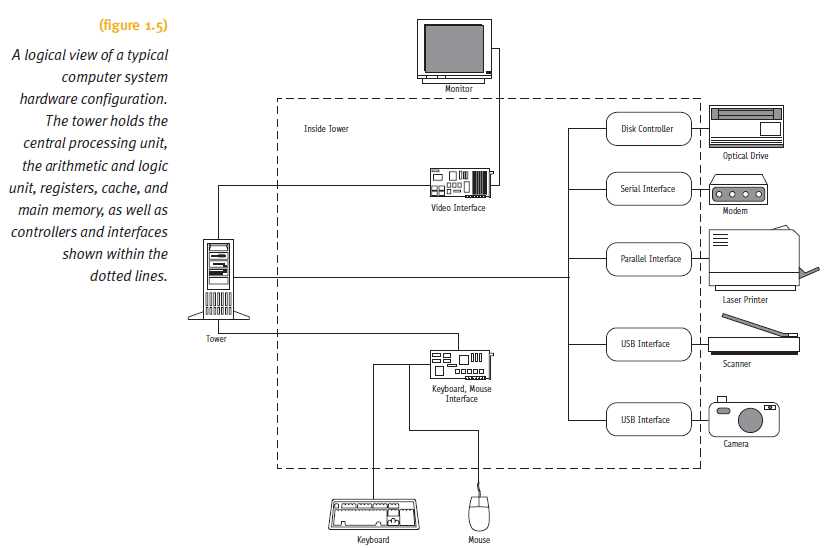 (figure 1.5)
A logical view of a typical
computer system
hardware configuration.
The tower holds the
central processing unit,
the arithmetic and logic
unit, registers, cache, and
main memory, as well as
controllers and interfaces
shown within the
dotted lines.
Monitor
Inside Tower
Disk Controller
Optical Drive
Video Interface
Serial Interface
Modem
Parallel Interface
Laser Printer
Tower
USB Interface
Scanner
Keyboard, Mouse
Interface
USB Interface
Camera
Keyboard
Mouse